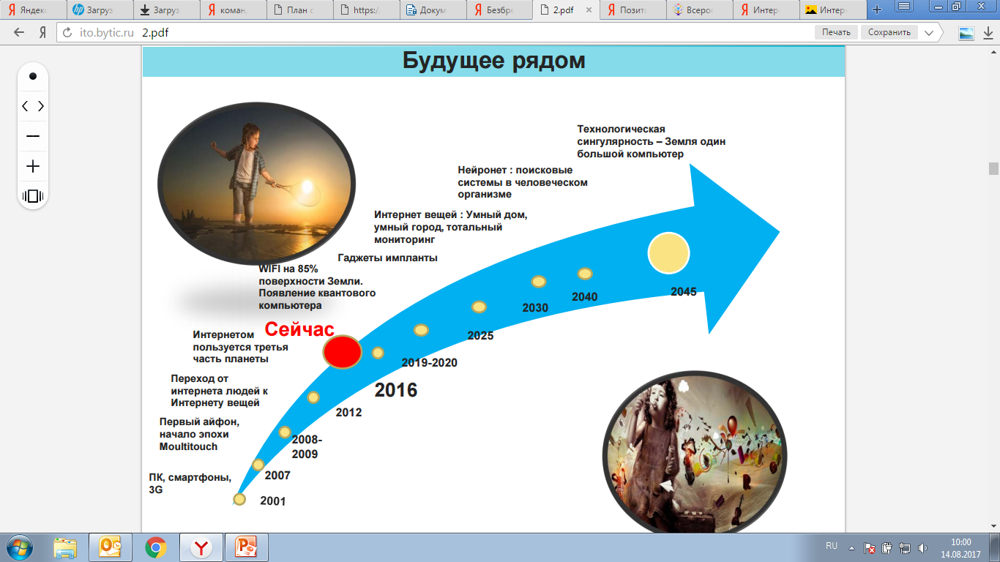 Яндекс
Загруз
Загруз
коман,
План с
https:/
Докум
Безбре
2.pdf
Позити
Всерос
Интер
Интерн
ito.bytic.ru 2.pdf
Печать
Сохранить
Будущее рядом
Технологическая
сингулярность – Земля один
большой компьютер
Нейронет : поисковые
системы в человеческом
организме
Интернет вещей : Умный дом,
умный город, тотальный
мониторинг
Гаджеты импланты
WIFI на 85%
поверхности Земли.
Появление квантового
компьютера
Сейчас
Интернетом
пользуется третья
часть планеты
Переход от
интернета людей к
Интернету вещей
Первый айфон,
начало эпохи
Moultitouch
ПК, смартфоны,
3G
2001
2007
2008-
2009
2012
2016
2019-2020
2025
2030
2040
2045
RU
10:00
14.08.2017